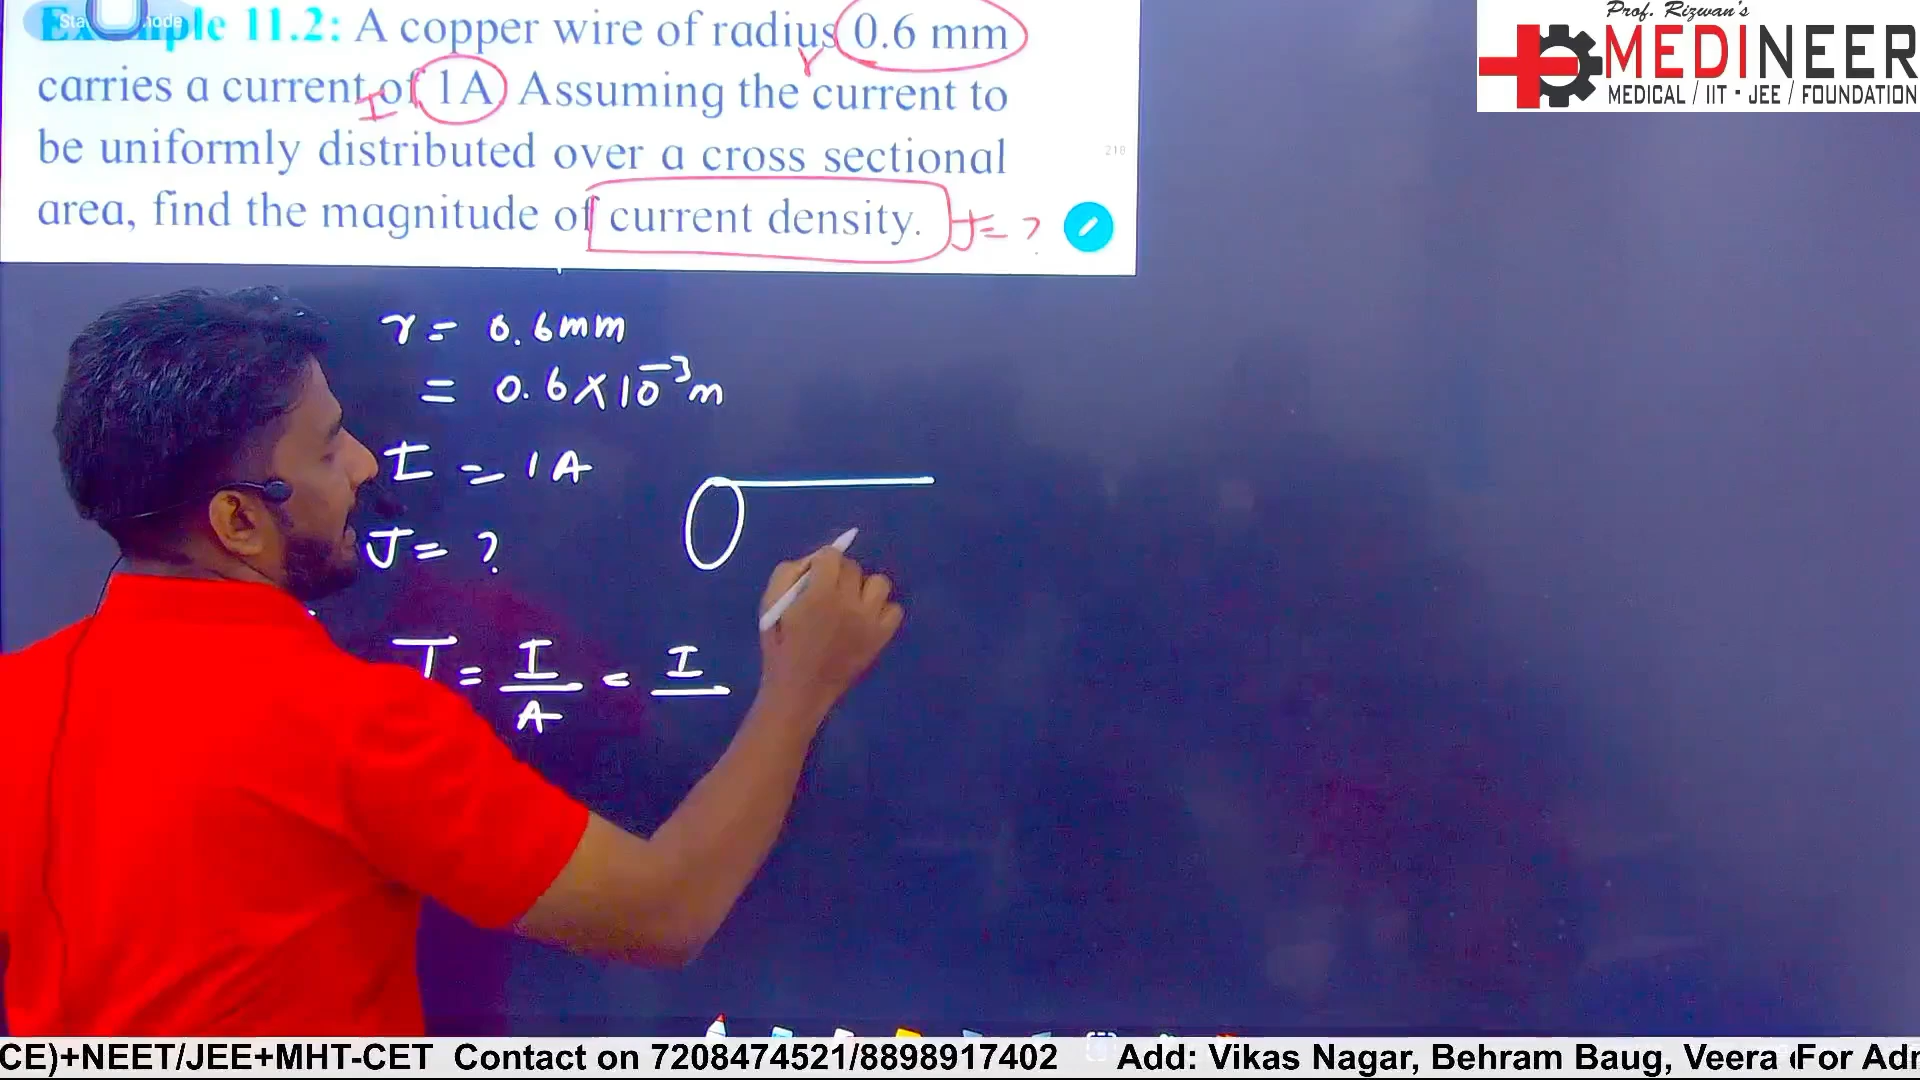 Example 11.2: A copper wire of radius 0.6 mm
carries a current of 1A. Assuming the current to
be uniformly distributed over a cross sectional
area, find the magnitude of current density.
r
I
J = ?
218
Prof. Rizwan's
MEDINEER
MEDICAL / IIT - JEE / FOUNDATION
r = 0.6mm
= 0.6×10⁻³m
I = 1A
J = ?
J = I/A = I
CE)+NEET/JEE+MHT-CET Contact on 7208474521/8898917402 Add: Vikas Nagar, Behram Baug, Veera For Adr